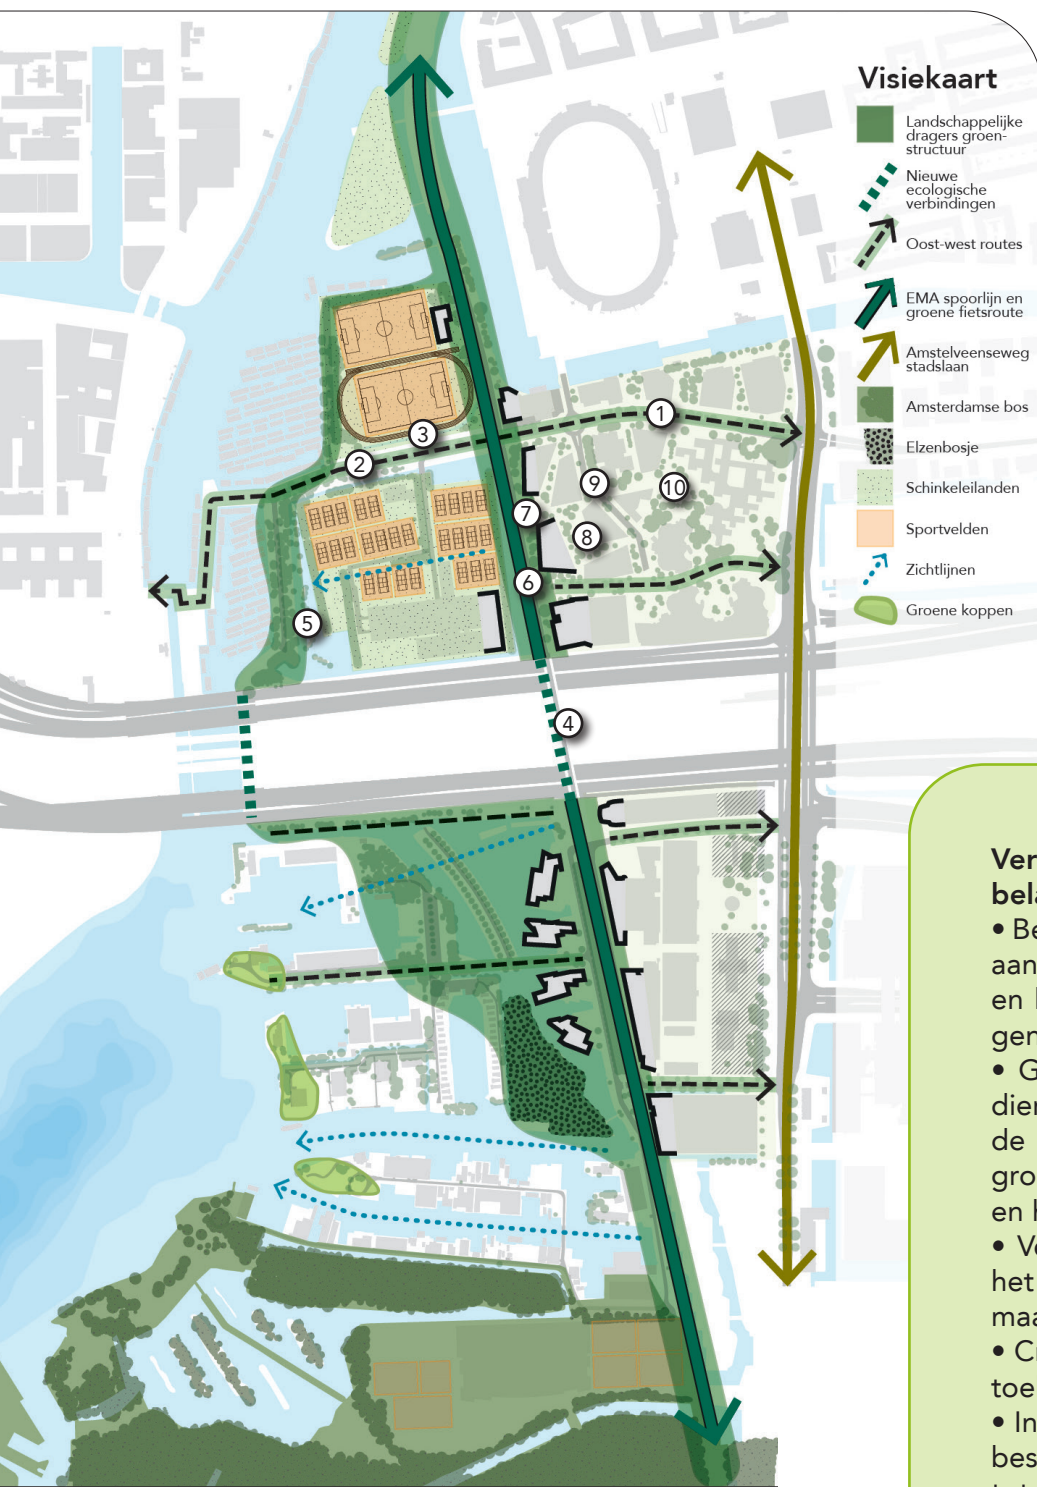 Visiekaart
Landschappelijke
dragers groen-
structuur
Nieuwe
ecologische
verbindingen
Oost-west routes
EMA spoorlijn en
groene fietsroute
Amstelveenseweg
stadslaan
Amsterdamse bos
Elzenbosje
Schinkeleilanden
Sportvelden
Zichtlijnen
Groene koppen
1
3
2
9
10
7
8
6
5
4
Ver
bela
• Be
aan
en
gen
• G
dier
de
gro
en
• Ve
het
maa
• C
toe
• In
bes